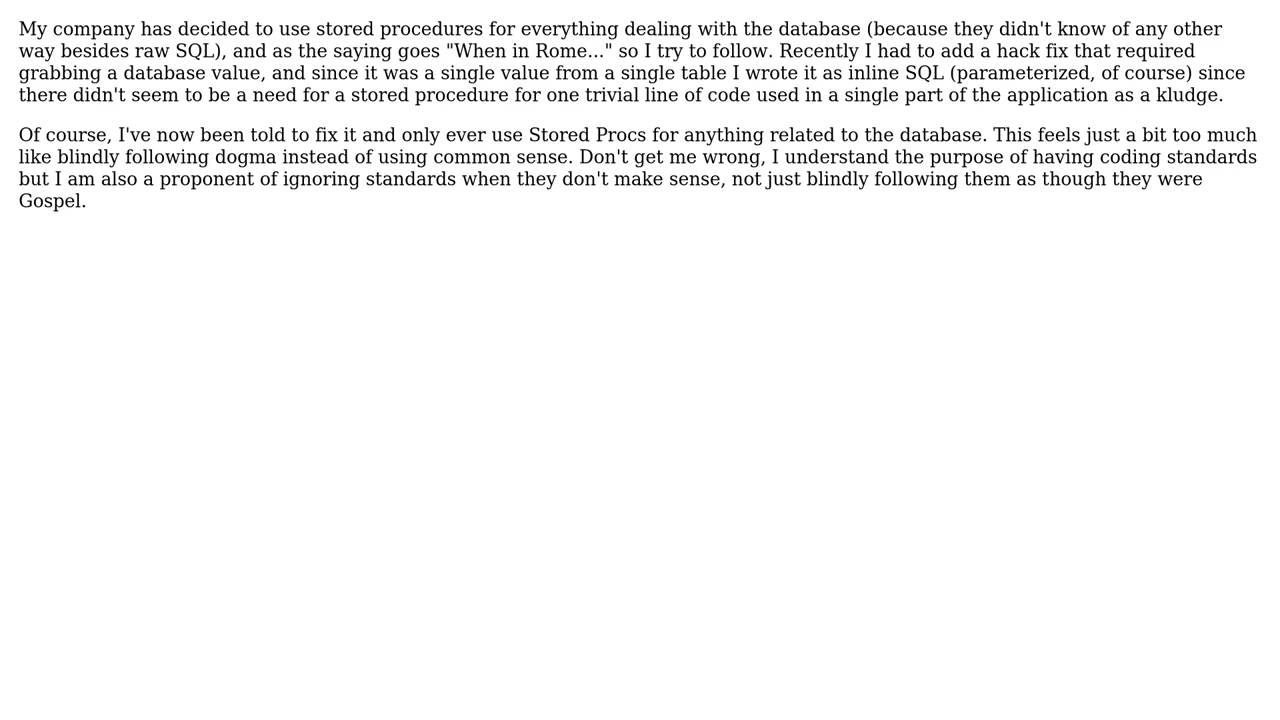 My company has decided to use stored procedures for everything dealing with the database (because they didn't know of any other
way besides raw SQL), and as the saying goes "When in Rome..." so I try to follow. Recently I had to add a hack fix that required
grabbing a database value, and since it was a single value from a single table I wrote it as inline SQL (parameterized, of course) since
there didn't seem to be a need for a stored procedure for one trivial line of code used in a single part of the application as a kludge.
Of course, I've now been told to fix it and only ever use Stored Procs for anything related to the database. This feels just a bit too much
like blindly following dogma instead of using common sense. Don't get me wrong, I understand the purpose of having coding standards
but I am also a proponent of ignoring standards when they don't make sense, not just blindly following them as though they were
Gospel.